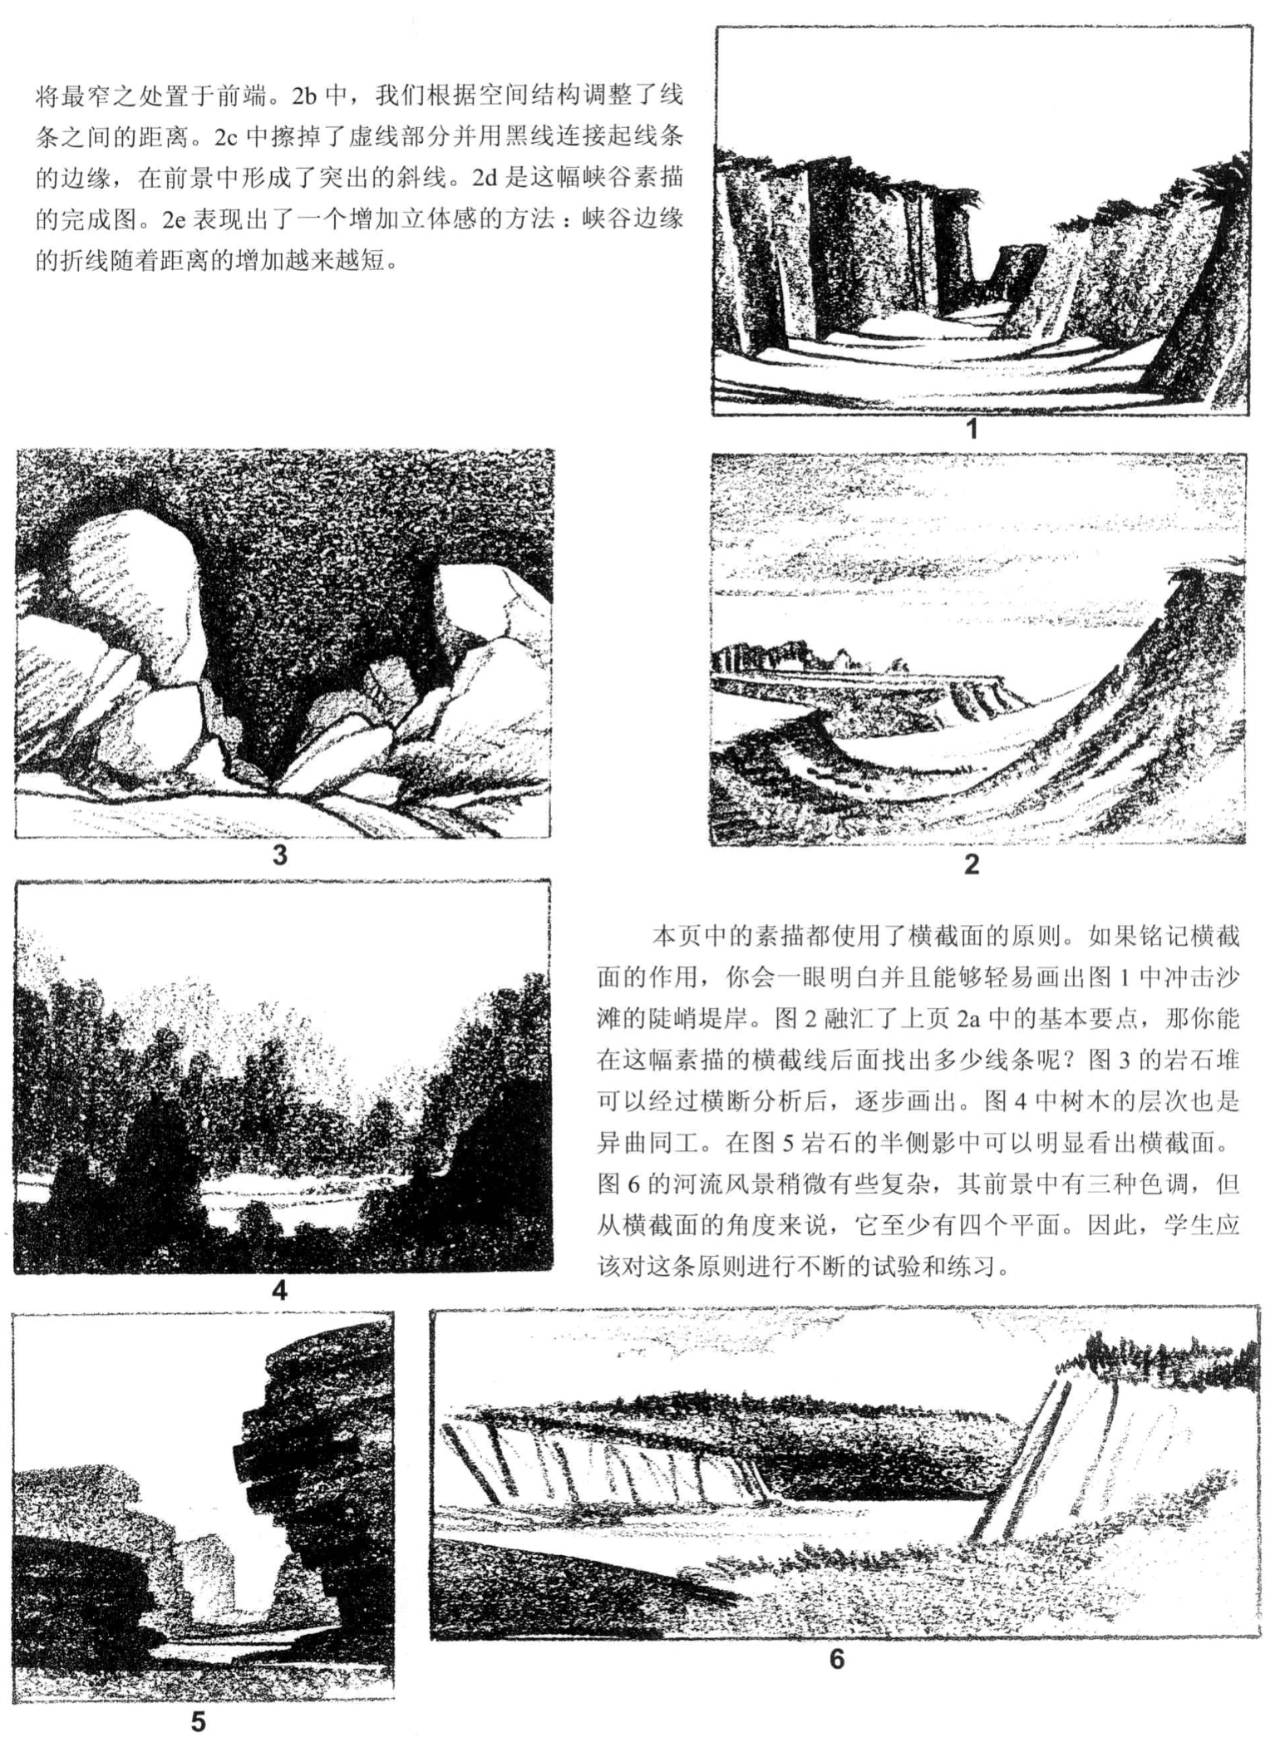 将最窄之处置于前端。2b 中，我们根据空间结构调整了线
条之间的距离。2c 中擦掉了虚线部分并用黑线连接起线条
的边缘，在前景中形成了突出的斜线。2d 是这幅峡谷素描
的完成图。2e 表现出了一个增加立体感的方法：峡谷边缘
的折线随着距离的增加越来越短。
1
3
2
本页中的素描都使用了横截面的原则。如果铭记横截
面的作用，你会一眼明白并且能够轻易画出图 1 中冲击沙
滩的陡峭堤岸。图 2 融汇了上页 2a 中的基本要点，那你能
在这幅素描的横截线后面找出多少线条呢？图 3 的岩石堆
可以经过横断分析后，逐步画出。图 4 中树木的层次也是
异曲同工。在图 5 岩石的半侧影中可以明显看出横截面。
图 6 的河流风景稍微有些复杂，其前景中有三种色调，但
从横截面的角度来说，它至少有四个平面。因此，学生应
该对这条原则进行不断的试验和练习。
4
6
5